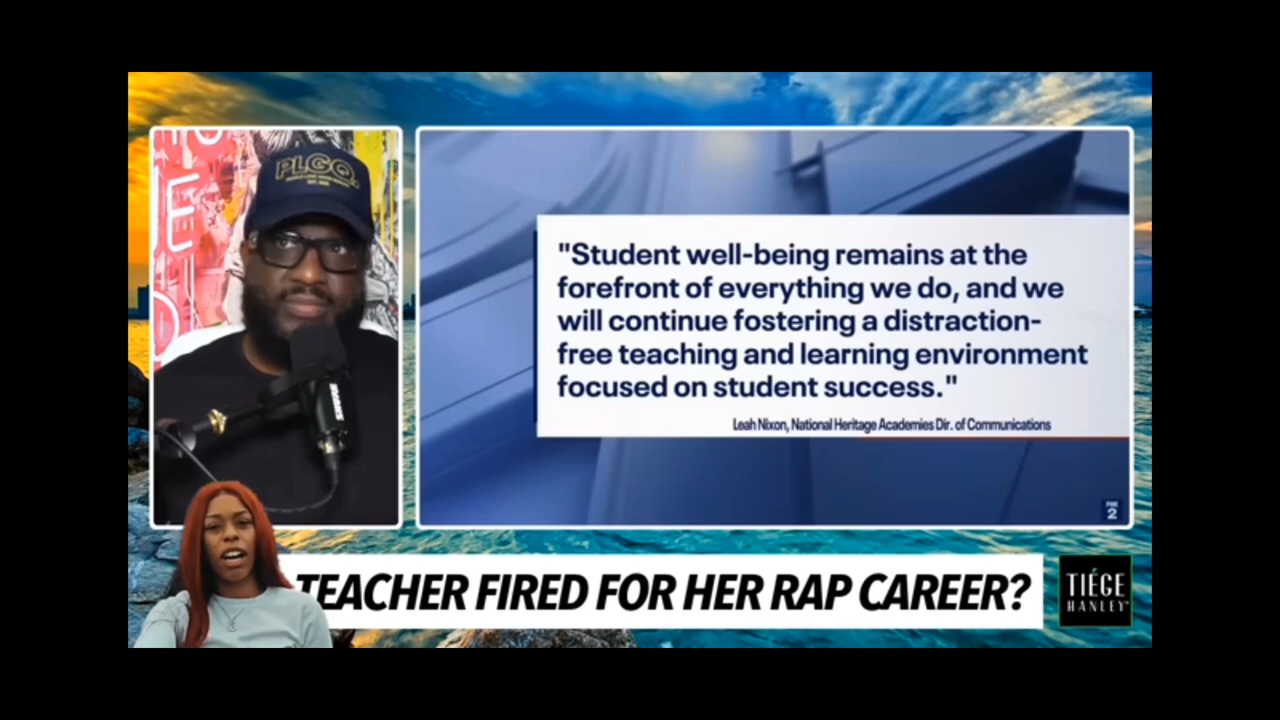 PLGO.
"Student well-being remains at the
forefront of everything we do, and we
will continue fostering a distraction-
free teaching and learning environment
focused on student success."
Leah Nixon, National Heritage Academies Dir. of Communications
FOX
2
TEACHER FIRED FOR HER RAP CAREER?
TIÉGE
HANLEY